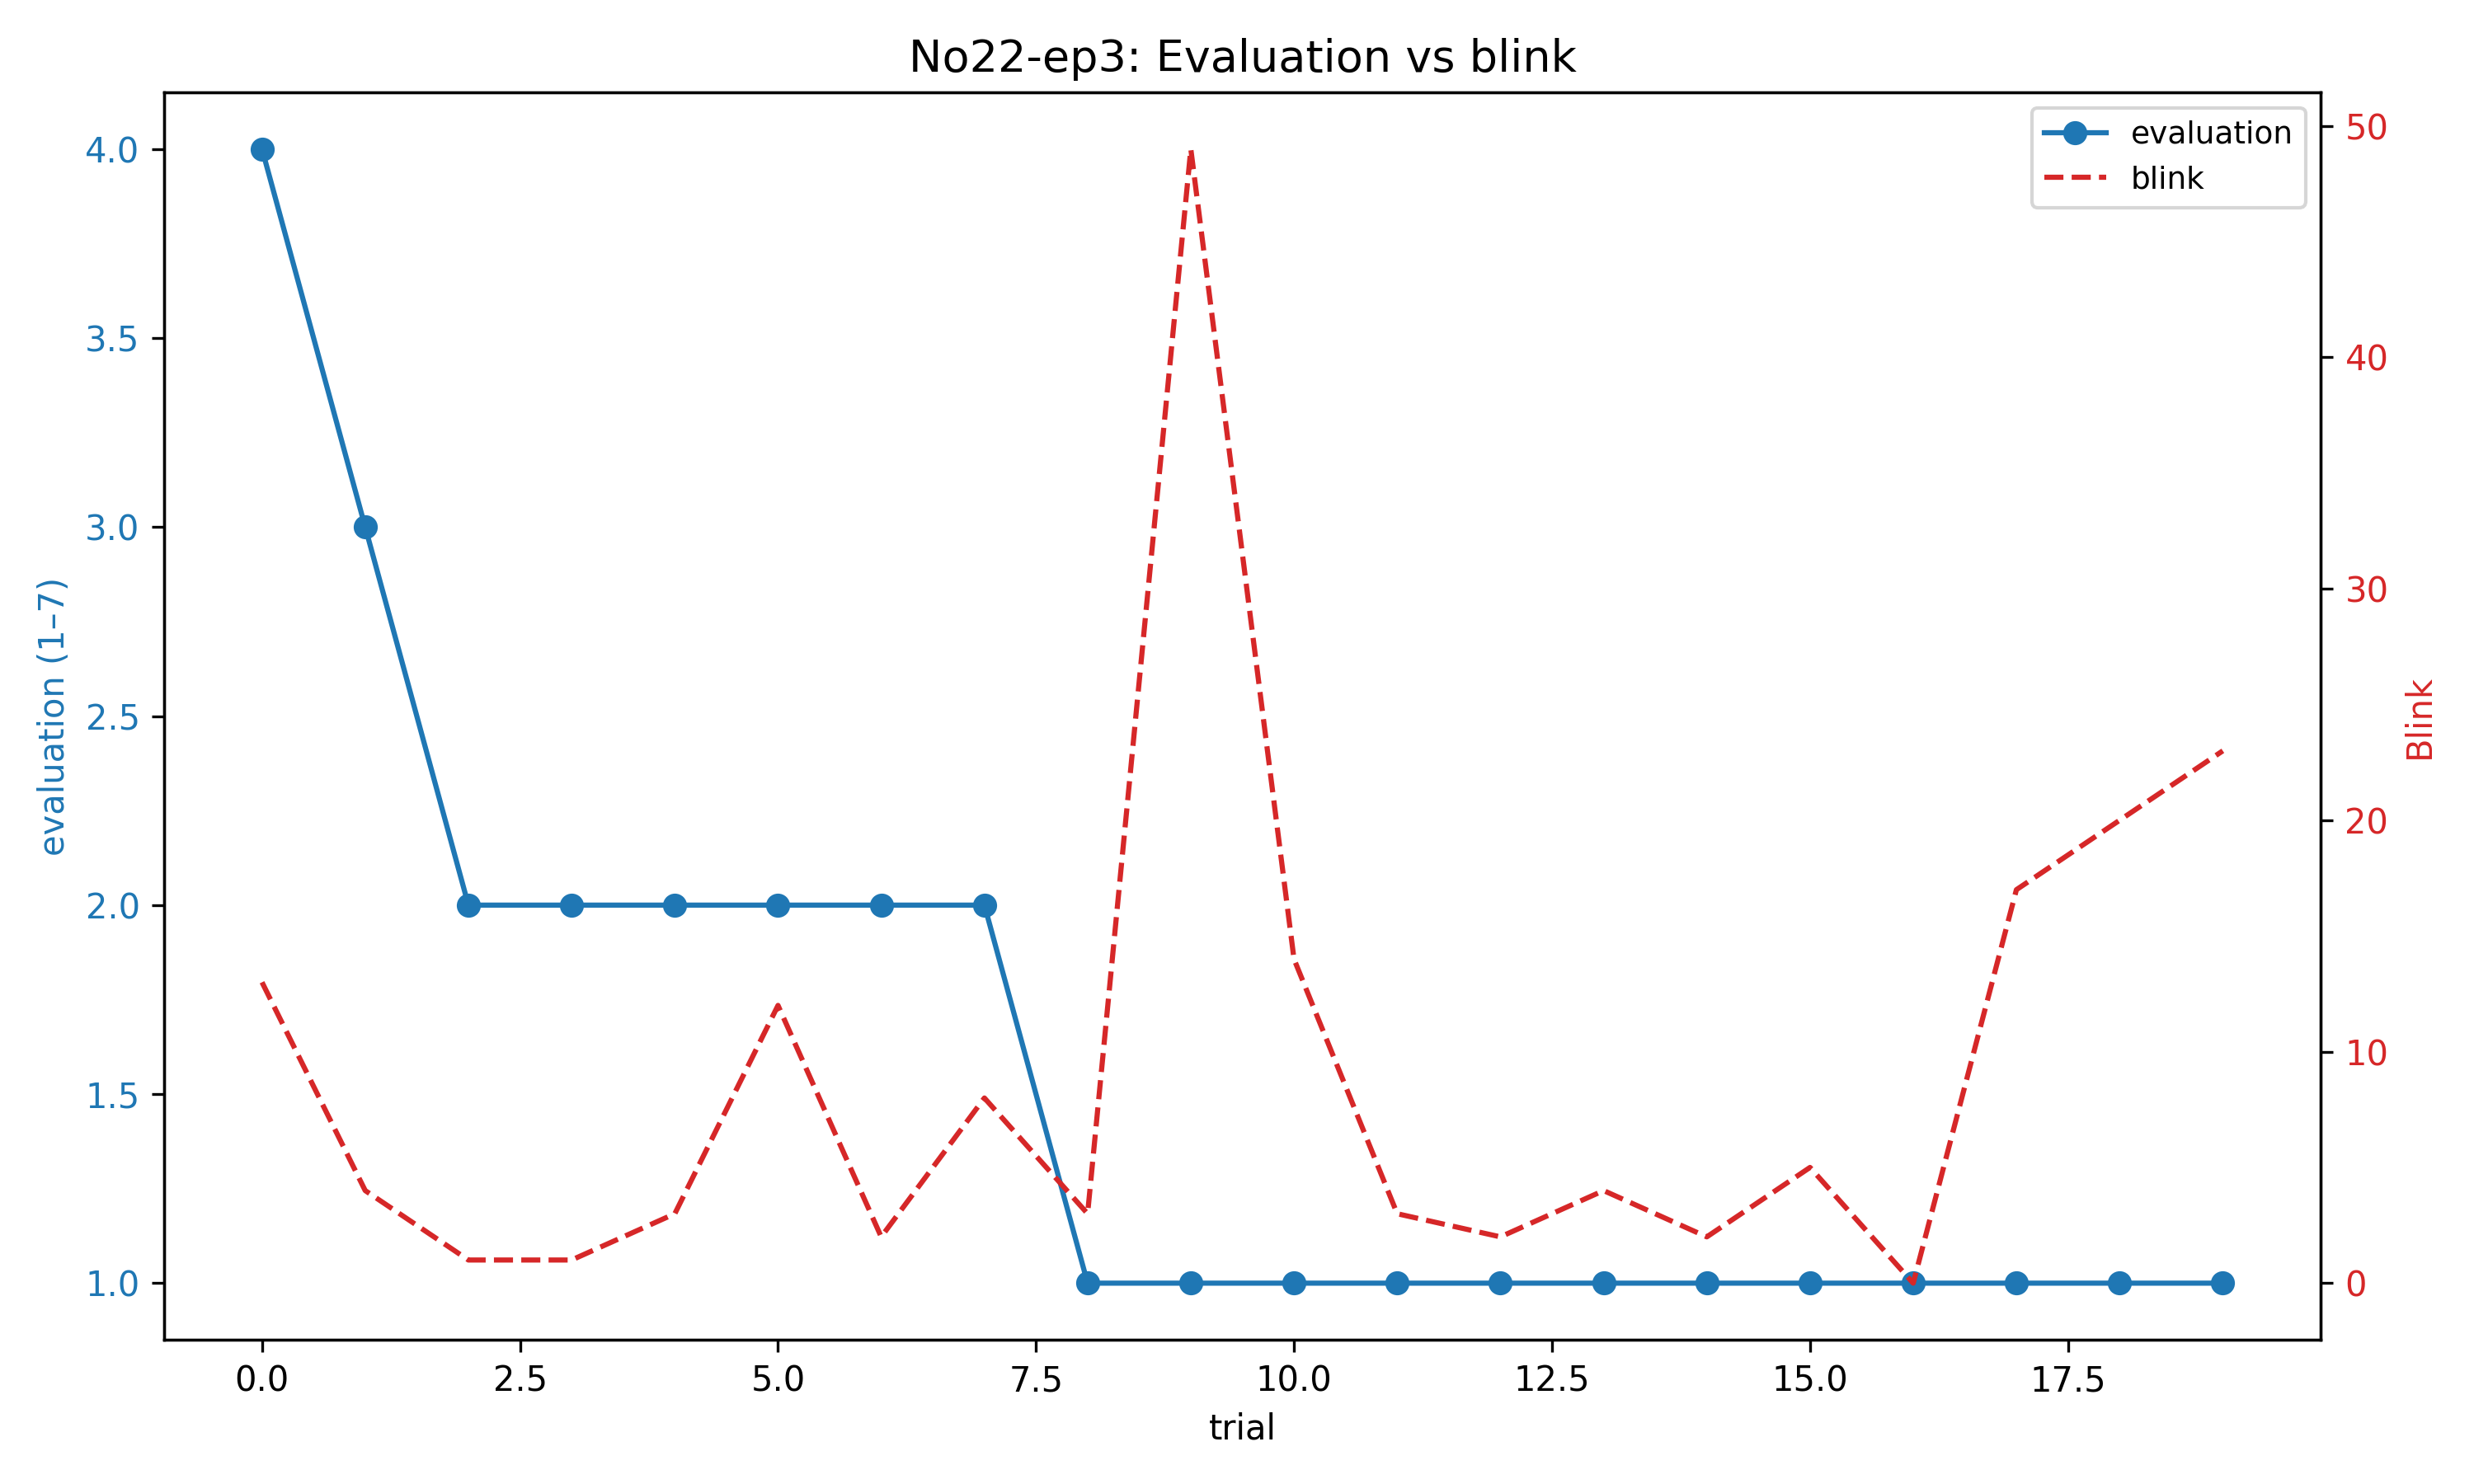 No22-ep3: Evaluation vs blink
evaluation
blink
evaluation (1–7)
4.0
3.5
3.0
2.5
2.0
1.5
1.0
50
40
30
20
10
0
Blink
0.0 2.5 5.0 7.5 10.0 12.5 15.0 17.5
trial